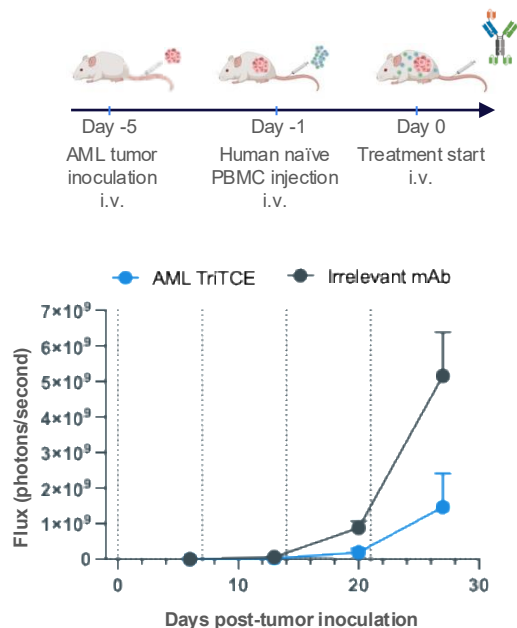 Day -5
AML tumor
inoculation
i.v.
Day -1
Human naïve
PBMC injection
i.v.
Day 0
Treatment start
i.v.
AML TriTCE
Irrelevant mAb
Flux (photons/second)
7×10⁹
6×10⁹
5×10⁹
4×10⁹
3×10⁹
2×10⁹
1×10⁹
0
0 10 20 30
Days post-tumor inoculation